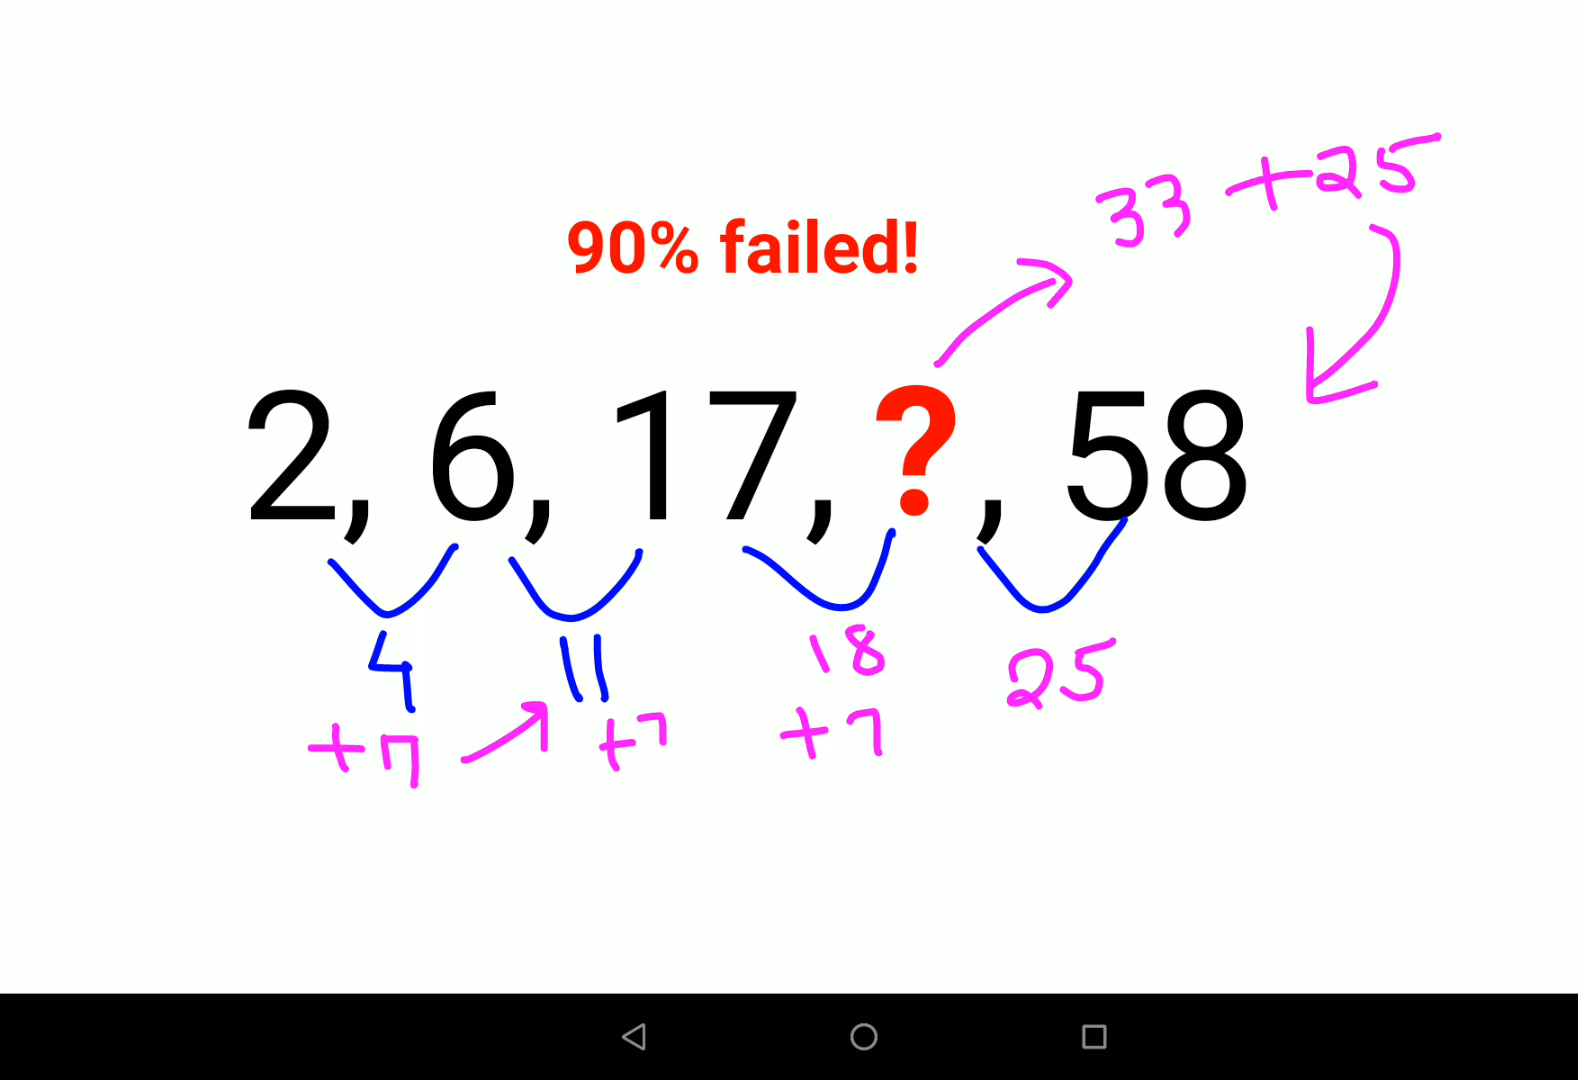 33 +25
90% failed!
2, 6, 17, ?, 58
4 11 18 25
+7 +7 +7